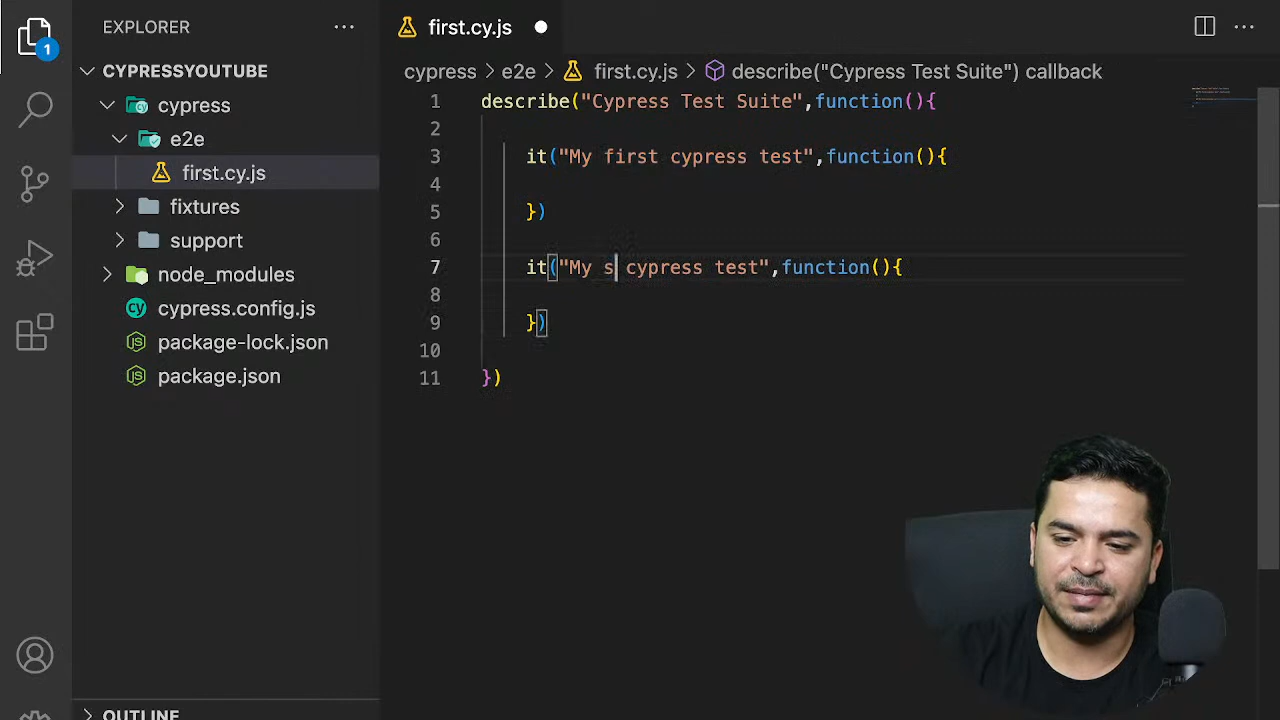 EXPLORER
first.cy.js
1
CYPRESSYOUTUBE
cypress > e2e > first.cy.js > describe("Cypress Test Suite") callback
cypress
e2e
first.cy.js
fixtures
support
node_modules
cypress.config.js
package-lock.json
package.json
OUTLINE
1 describe("Cypress Test Suite",function(){
2
3 it("My first cypress test",function(){
4
5 })
6
7 it("My s cypress test",function(){
8
9 })
10
11 })